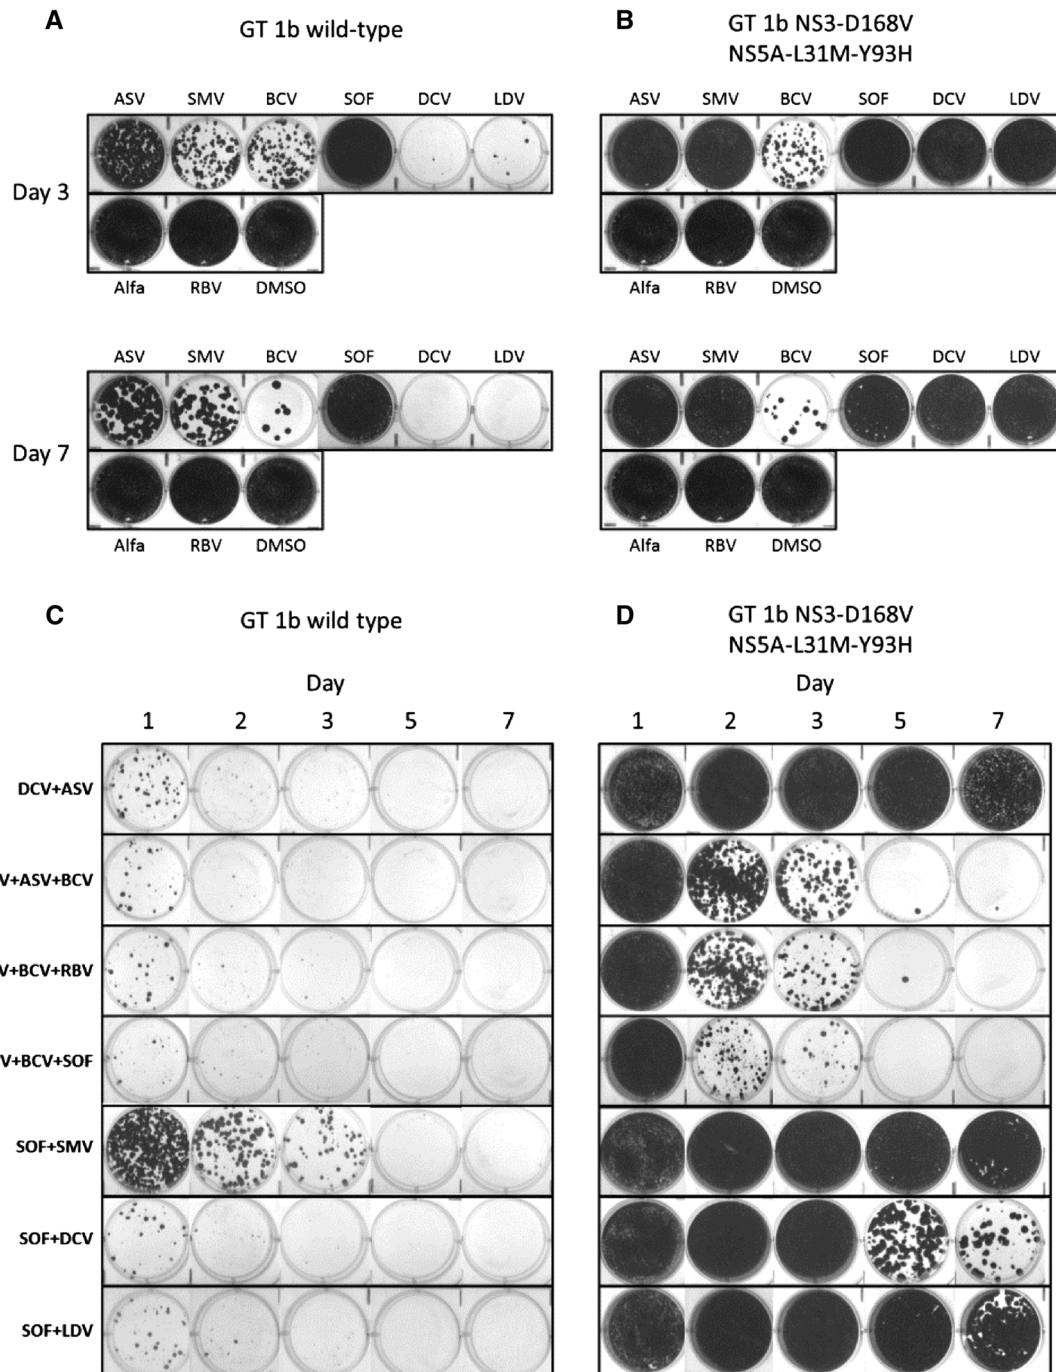 A
GT 1b wild-type
B
GT 1b NS3-D168V
NS5A-L31M-Y93H
ASV SMV BCV SOF DCV LDV
ASV SMV BCV SOF DCV LDV
Day 3
Alfa RBV DMSO
Alfa RBV DMSO
ASV SMV BCV SOF DCV LDV
ASV SMV BCV SOF DCV LDV
Day 7
Alfa RBV DMSO
Alfa RBV DMSO
C
GT 1b wild type
D
GT 1b NS3-D168V
NS5A-L31M-Y93H
Day
Day
1 2 3 5 7
1 2 3 5 7
DCV+ASV
V+ASV+BCV
V+BCV+RBV
V+BCV+SOF
SOF+SMV
SOF+DCV
SOF+LDV